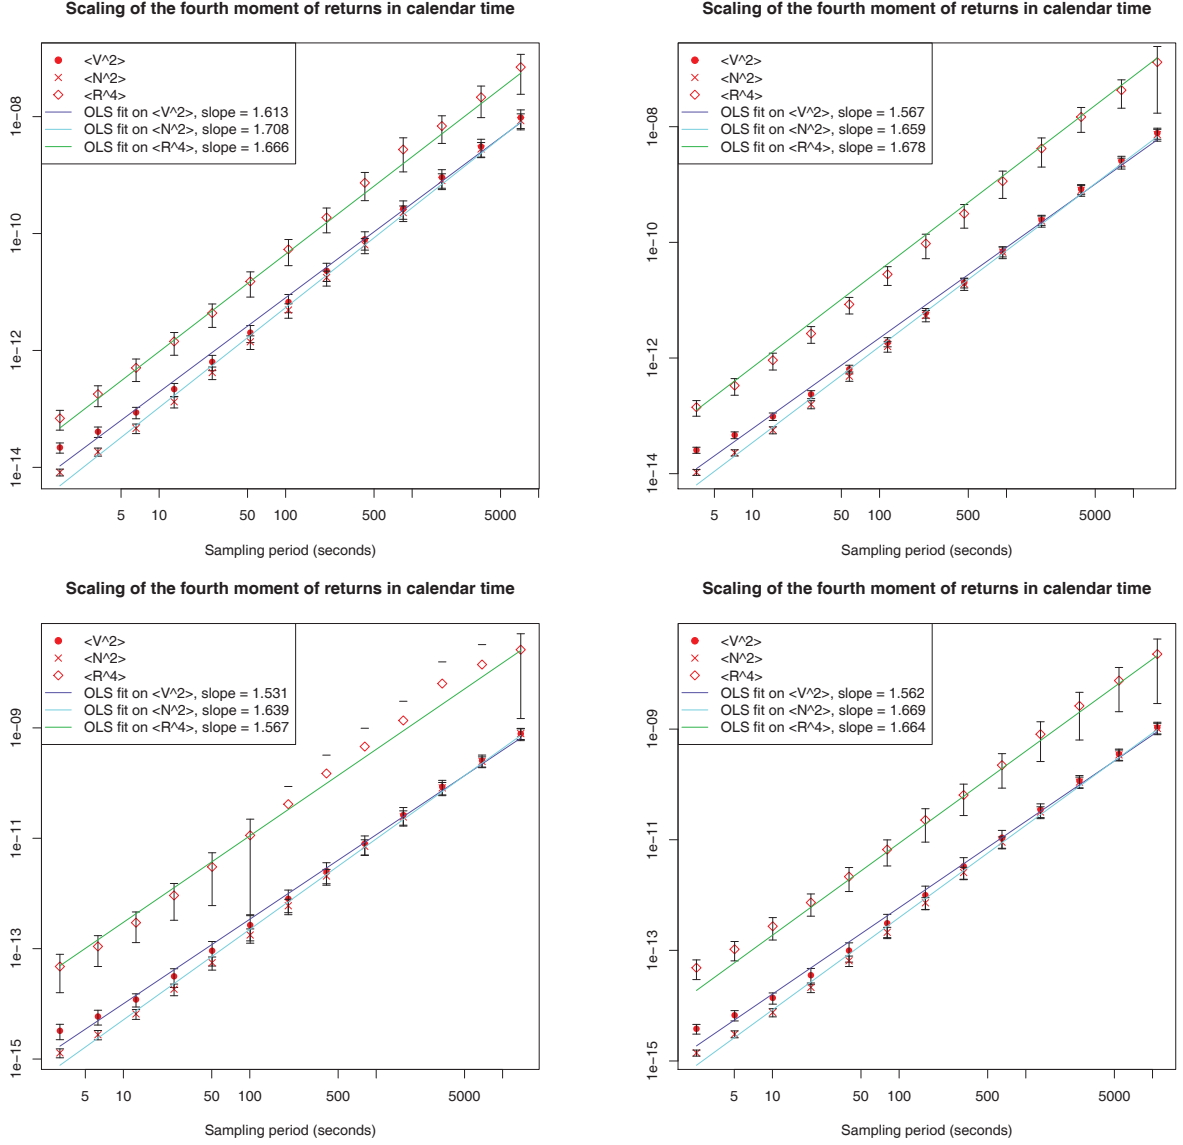 Scaling of the fourth moment of returns in calendar time
<V^2>
<N^2>
<R^4>
OLS fit on <V^2>, slope = 1.613
OLS fit on <N^2>, slope = 1.708
OLS fit on <R^4>, slope = 1.666
1e−08
1e−10
1e−12
1e−14
5 10 50 100 500 5000
Sampling period (seconds)
Scaling of the fourth moment of returns in calendar time
<V^2>
<N^2>
<R^4>
OLS fit on <V^2>, slope = 1.567
OLS fit on <N^2>, slope = 1.659
OLS fit on <R^4>, slope = 1.678
1e−08
1e−10
1e−12
1e−14
5 10 50 100 500 5000
Sampling period (seconds)
Scaling of the fourth moment of returns in calendar time
<V^2>
<N^2>
<R^4>
OLS fit on <V^2>, slope = 1.531
OLS fit on <N^2>, slope = 1.639
OLS fit on <R^4>, slope = 1.567
1e−09
1e−11
1e−13
1e−15
5 10 50 100 500 5000
Sampling period (seconds)
Scaling of the fourth moment of returns in calendar time
<V^2>
<N^2>
<R^4>
OLS fit on <V^2>, slope = 1.562
OLS fit on <N^2>, slope = 1.669
OLS fit on <R^4>, slope = 1.664
1e−09
1e−11
1e−13
1e−15
5 10 50 100 500 5000
Sampling period (seconds)